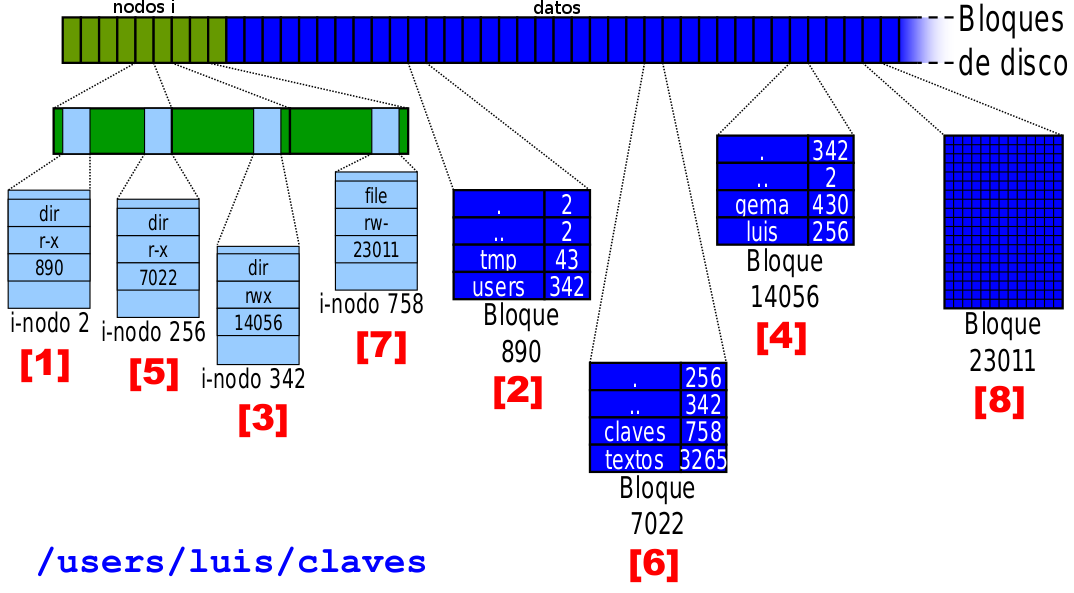 nodos i
datos
Bloques
de disco
dir
r-x
890
i-nodo 2
[1]
dir
r-x
7022
i-nodo 256
[5]
dir
rwx
14056
i-nodo 342
[3]
file
rw-
23011
i-nodo 758
[7]
. 2
.. 2
tmp 43
users 342
Bloque
890
[2]
. 256
.. 342
claves 758
textos 3265
Bloque
7022
[6]
. 342
.. 2
gema 430
luis 256
Bloque
14056
[4]
Bloque
23011
[8]
/users/luis/claves